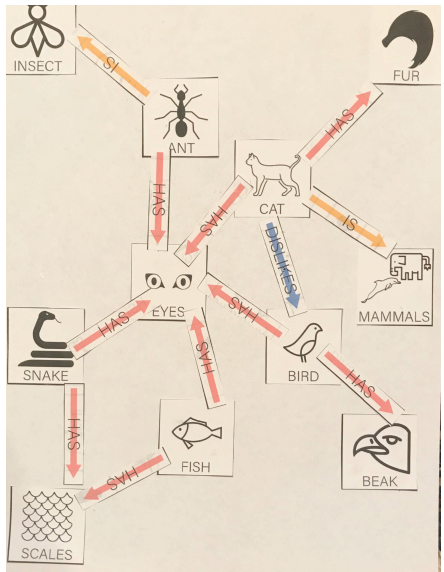 INSECT
FUR
IS
ANT
HAS
CAT
HAS
HAS
IS
DISLIKES
EYES
MAMMALS
HAS
HAS
SNAKE
HAS
BIRD
HAS
HAS
FISH
HAS
BEAK
SCALES